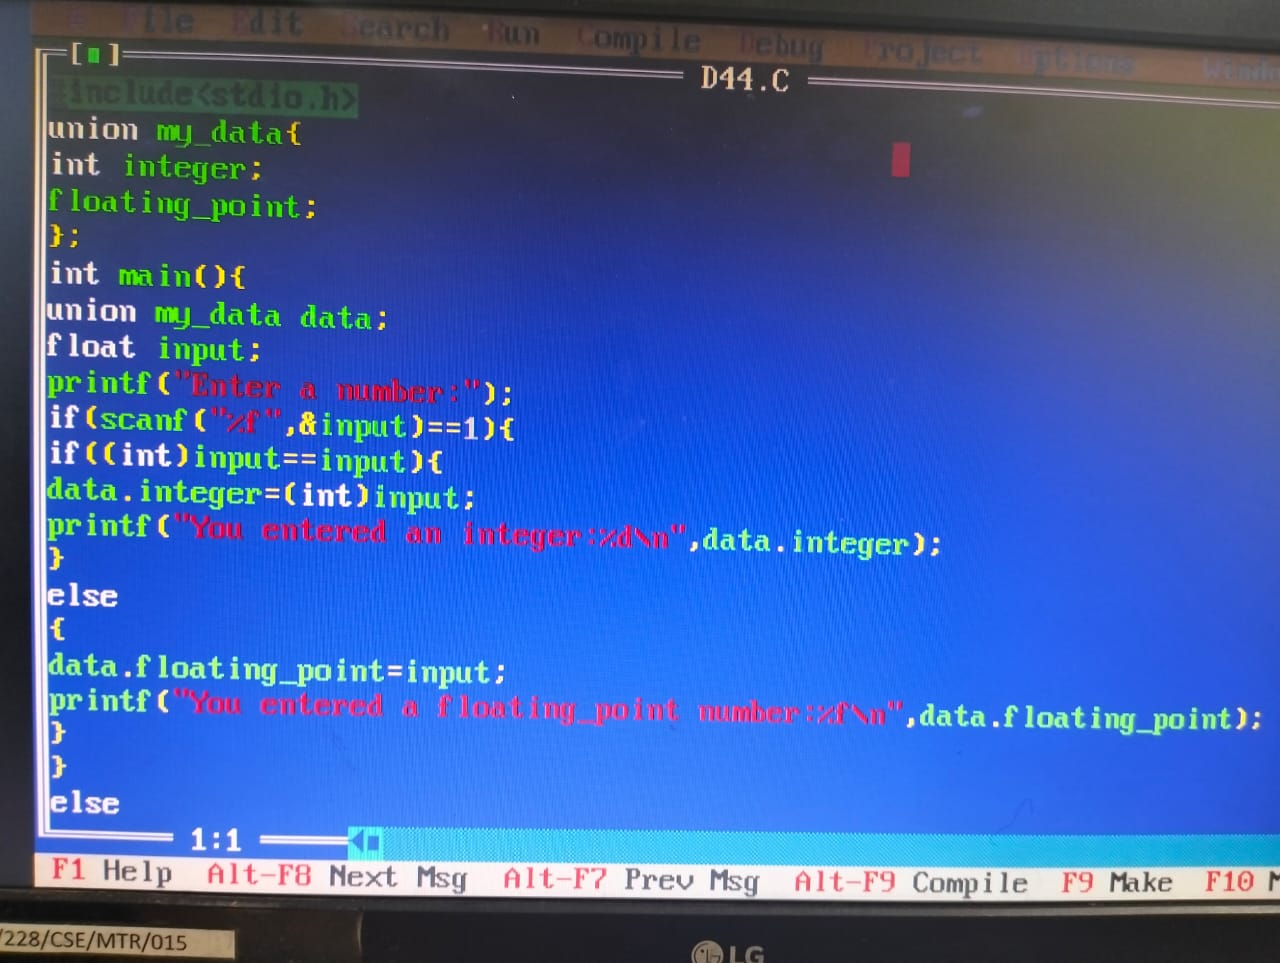 File Edit Search Run Compile Debug Project Options Windo
[■]
D44.C
#include<stdio.h>
union my_data{
int integer;
floating_point;
};
int main(){
union my_data data;
float input;
printf("Enter a number:");
if(scanf("%f",&input)==1){
if((int)input==input){
data.integer=(int)input;
printf("You entered an integer:%d\n",data.integer);
}
else
{
data.floating_point=input;
printf("You entered a floating_point number:%f\n",data.floating_point);
}
}
else
1:1
F1 Help Alt-F8 Next Msg Alt-F7 Prev Msg Alt-F9 Compile F9 Make F10 M
/228/CSE/MTR/015
LG